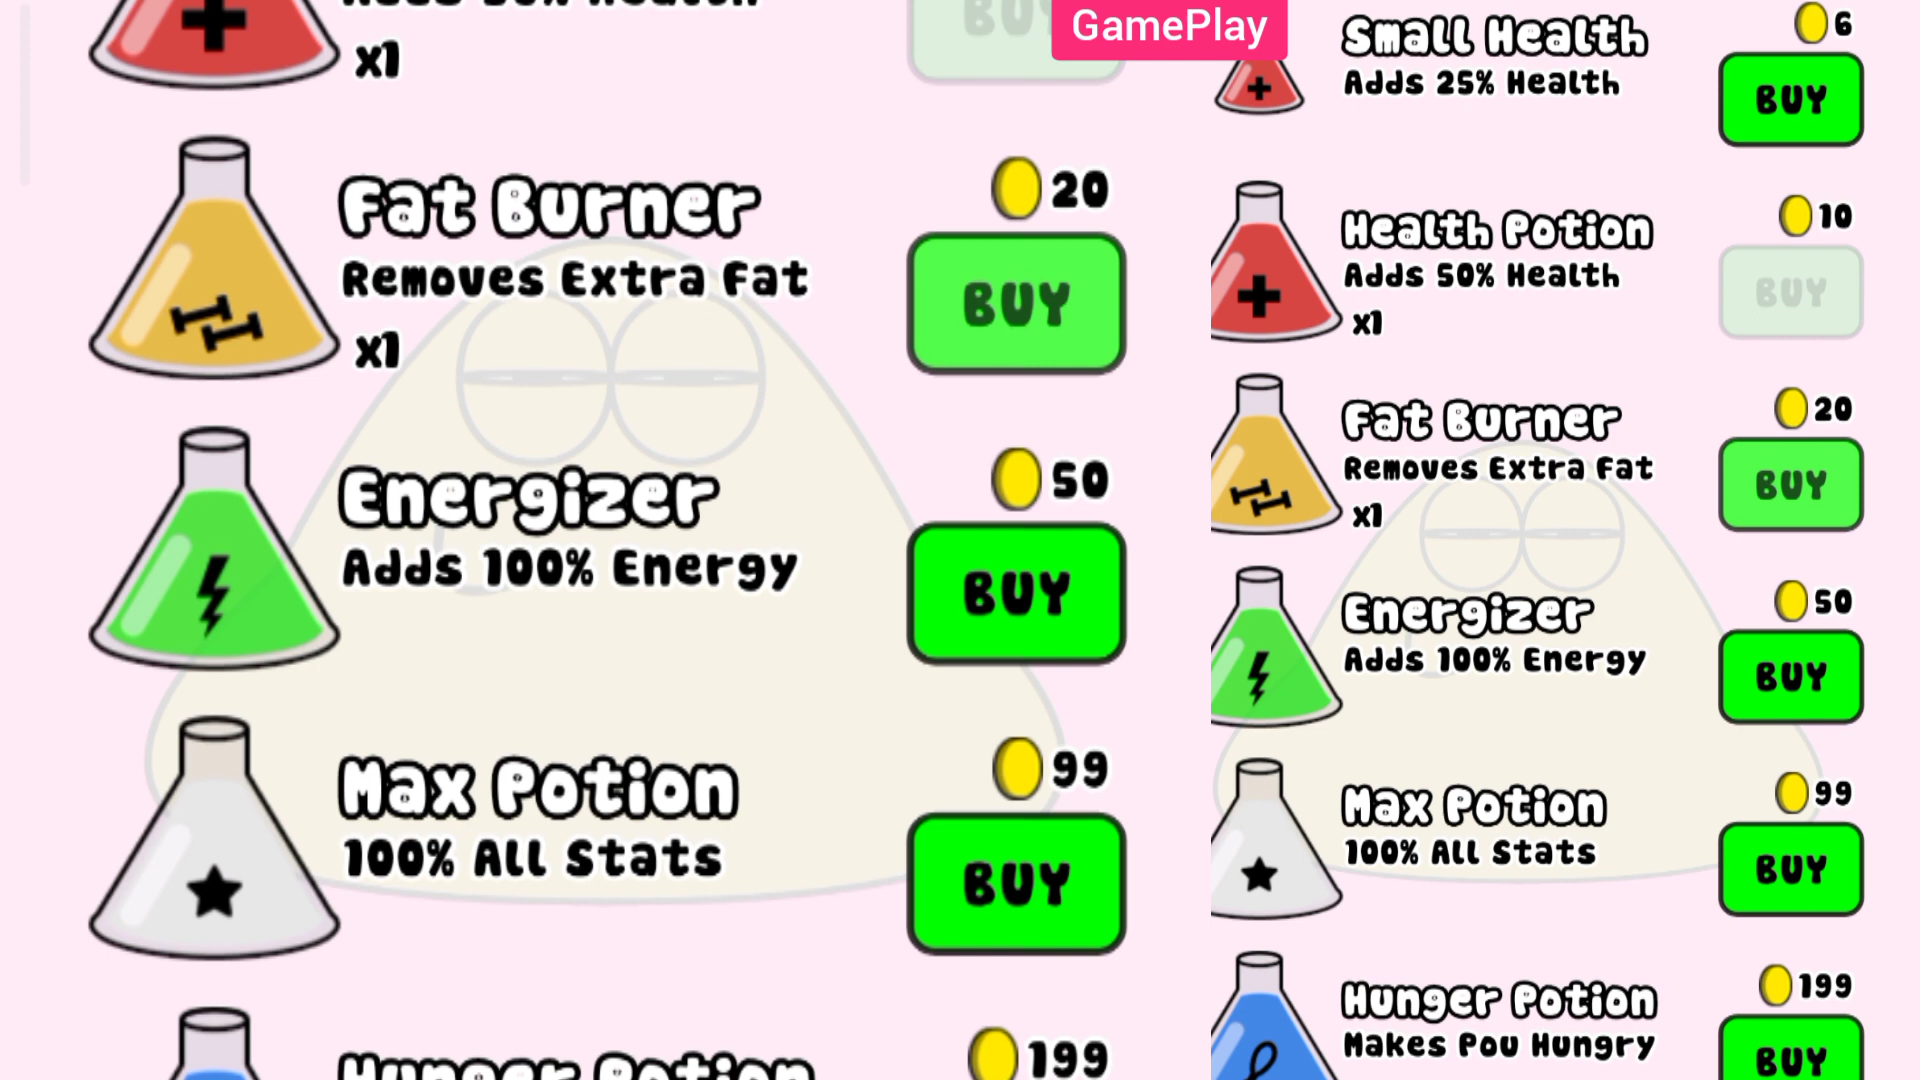 x1
Fat Burner
Removes Extra Fat
x1
20
BUY
Energizer
Adds 100% Energy
50
BUY
Max Potion
100% All Stats
99
BUY
199
GamePlay
Small Health
Adds 25% Health
6
BUY
Health Potion
Adds 50% Health
x1
10
BUY
Fat Burner
Removes Extra Fat
x1
20
BUY
Energizer
Adds 100% Energy
50
BUY
Max Potion
100% All Stats
99
BUY
Hunger Potion
Makes Pou Hungry
199
BUY